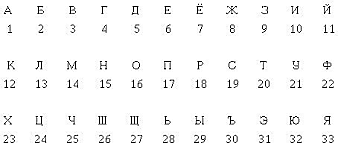 А Б В Г Д Е Ё Ж З И Й
1 2 3 4 5 6 7 8 9 10 11
К Л М Н О П Р С Т У Ф
12 13 14 15 16 17 18 19 20 21 22
Х Ц Ч Ш Щ Ь Ы Ъ Э Ю Я
23 24 25 26 27 28 29 30 31 32 33